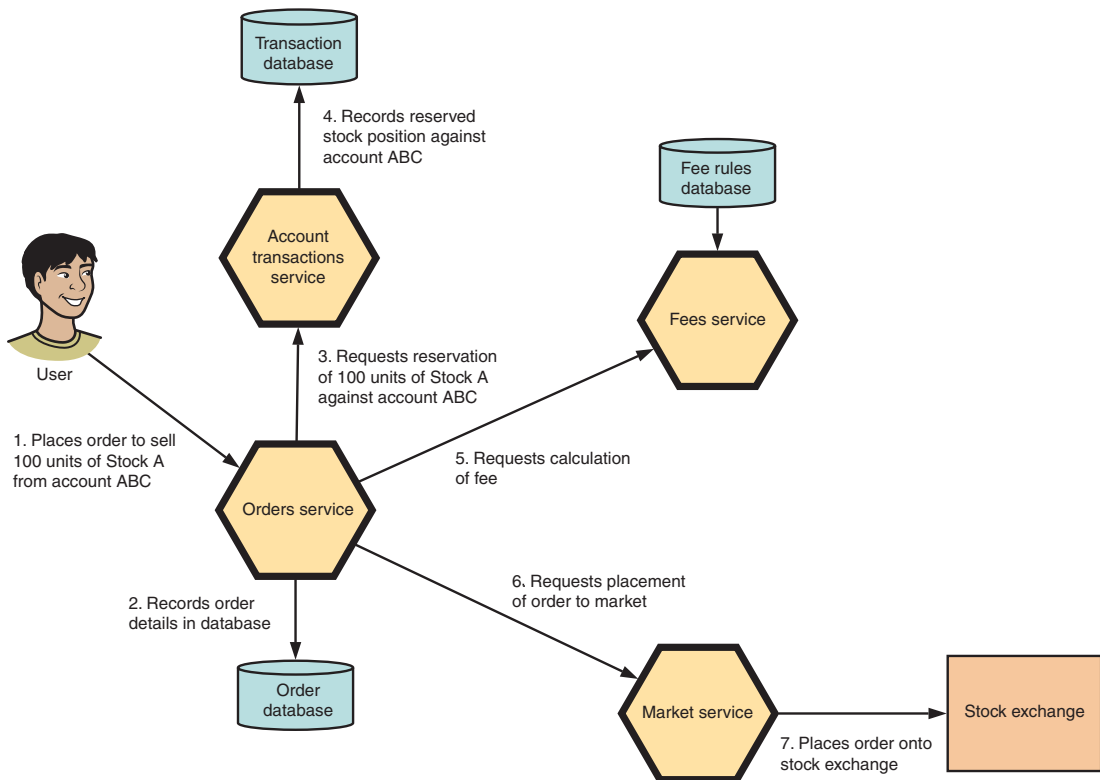 Transaction
database
4. Records reserved
stock position against
account ABC
Fee rules
database
Account
transactions
service
Fees service
User
3. Requests reservation
of 100 units of Stock A
against account ABC
1. Places order to sell
100 units of Stock A
from account ABC
5. Requests calculation
of fee
Orders service
6. Requests placement
of order to market
2. Records order
details in database
Order
database
Market service
Stock exchange
7. Places order onto
stock exchange